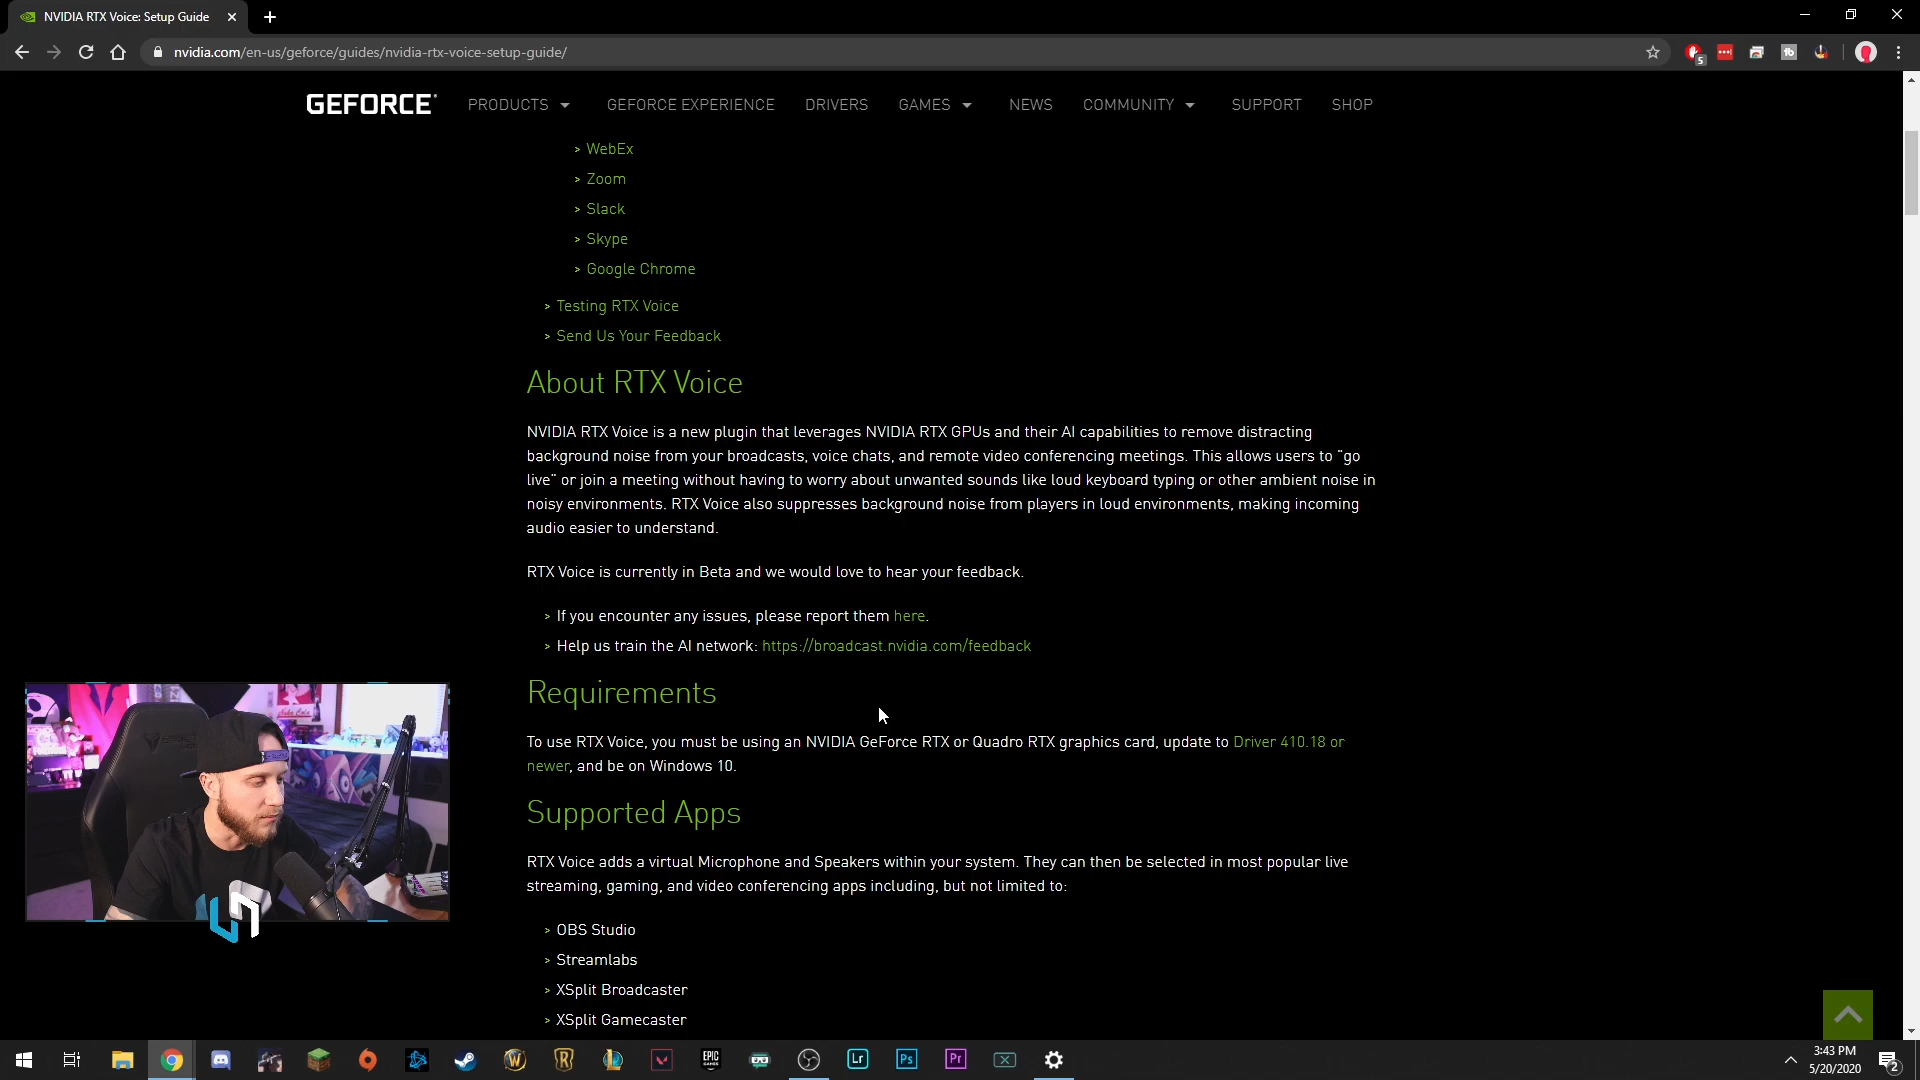 NVIDIA RTX Voice: Setup Guide
nvidia.com/en-us/geforce/guides/nvidia-rtx-voice-setup-guide/
5
GEFORCE
PRODUCTS
GEFORCE EXPERIENCE
DRIVERS
GAMES
NEWS
COMMUNITY
SUPPORT
SHOP
> WebEx
> Zoom
> Slack
> Skype
> Google Chrome
> Testing RTX Voice
> Send Us Your Feedback
About RTX Voice
NVIDIA RTX Voice is a new plugin that leverages NVIDIA RTX GPUs and their AI capabilities to remove distracting
background noise from your broadcasts, voice chats, and remote video conferencing meetings. This allows users to "go
live" or join a meeting without having to worry about unwanted sounds like loud keyboard typing or other ambient noise in
noisy environments. RTX Voice also suppresses background noise from players in loud environments, making incoming
audio easier to understand.
RTX Voice is currently in Beta and we would love to hear your feedback.
> If you encounter any issues, please report them here.
> Help us train the AI network: https://broadcast.nvidia.com/feedback
Requirements
To use RTX Voice, you must be using an NVIDIA GeForce RTX or Quadro RTX graphics card, update to Driver 410.18 or
newer, and be on Windows 10.
Supported Apps
RTX Voice adds a virtual Microphone and Speakers within your system. They can then be selected in most popular live
streaming, gaming, and video conferencing apps including, but not limited to:
> OBS Studio
> Streamlabs
> XSplit Broadcaster
> XSplit Gamecaster
EPIC
GAMES
Lr
Ps
Pr
3:43 PM
5/20/2020
2